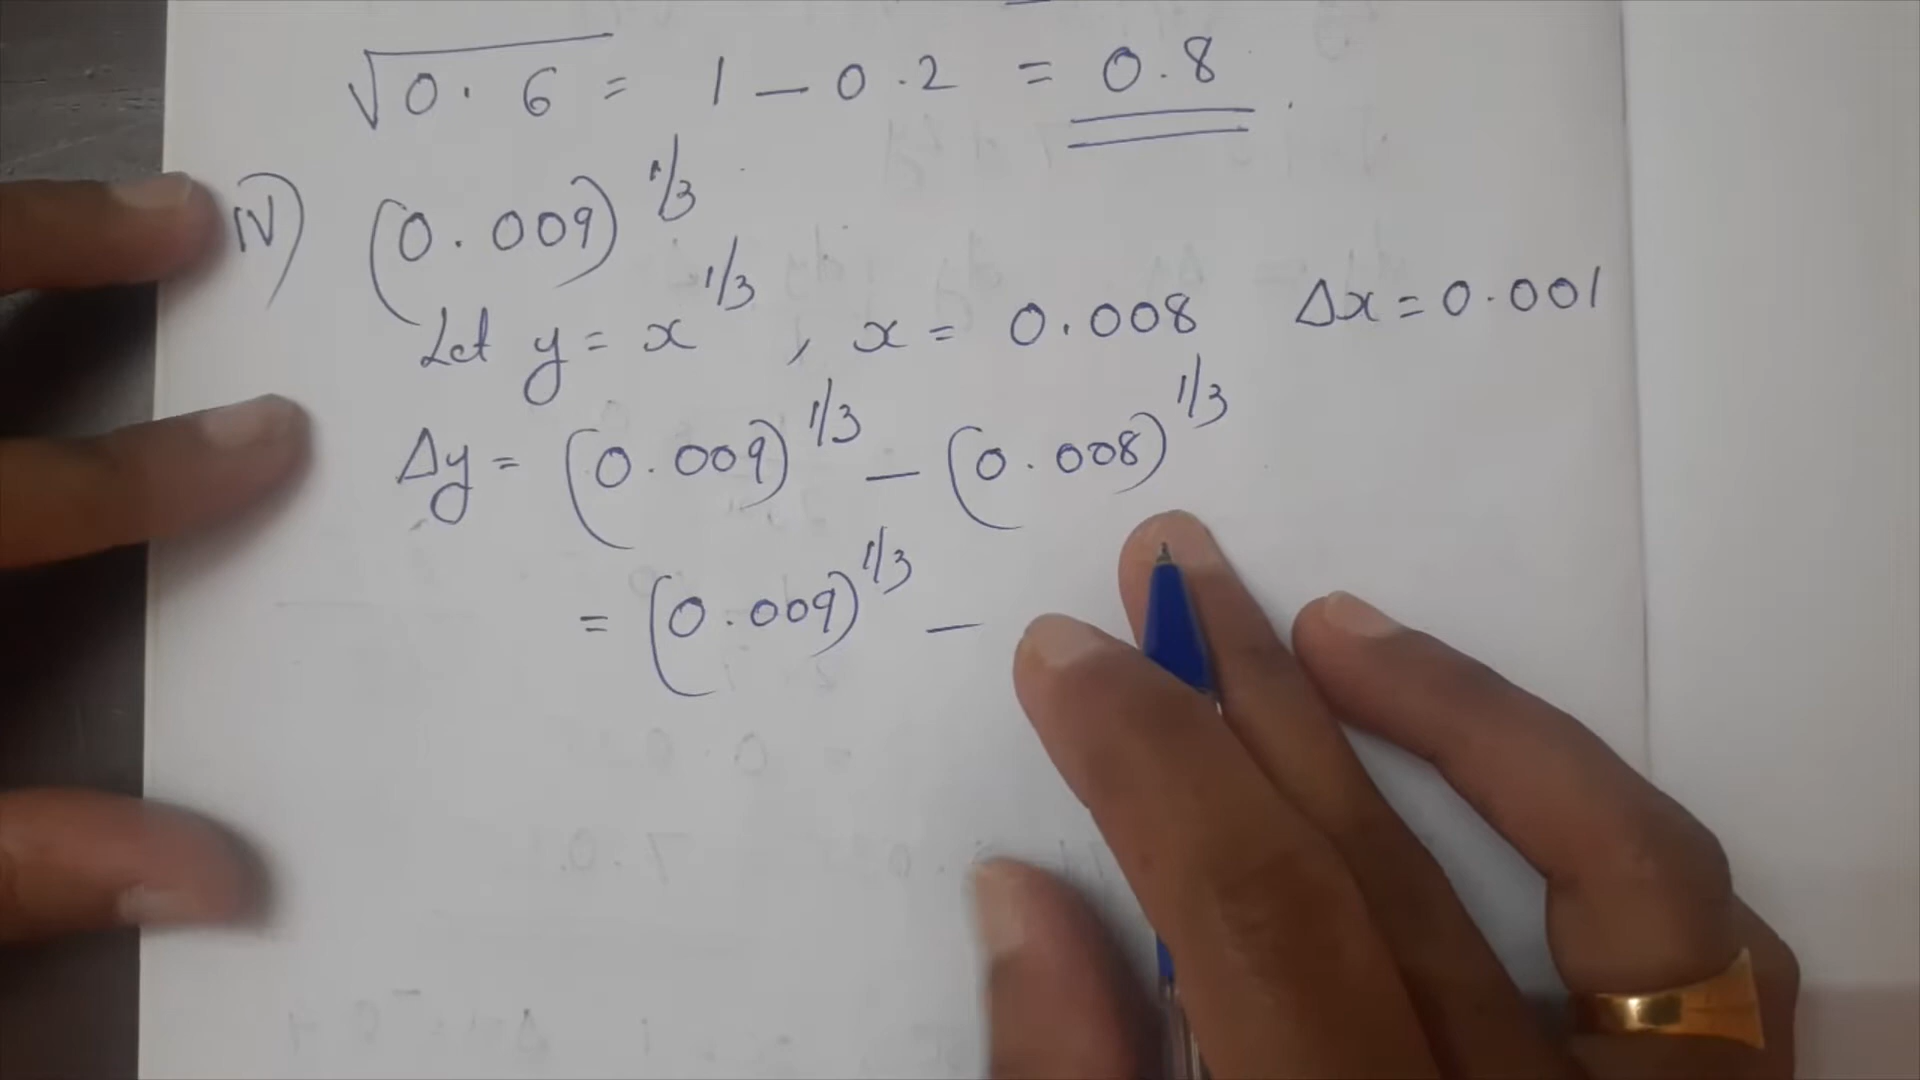 √0.6 = 1 - 0.2 = 0.8.
IV) (0.009)^1/3
Let y = x^1/3, x = 0.008 Δx = 0.001
Δy = (0.009)^1/3 - (0.008)^1/3
= (0.009)^1/3 -